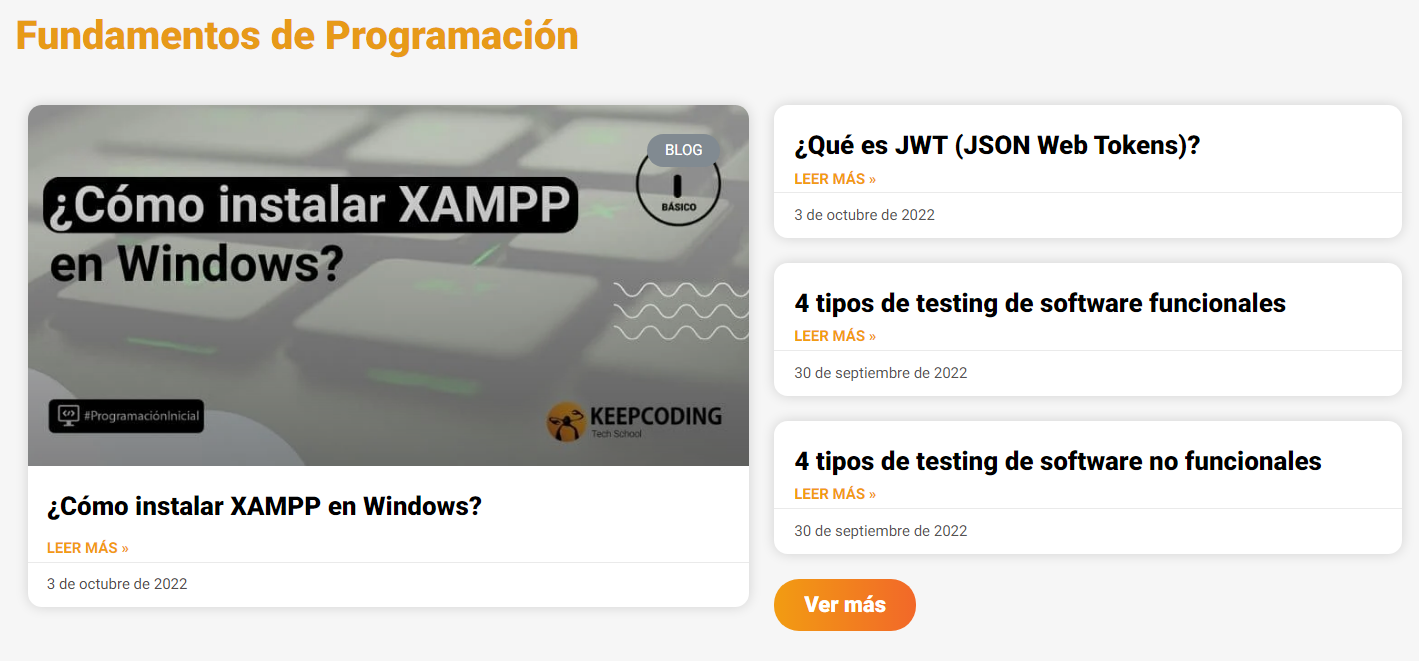 Fundamentos de Programación
BLOG
BÁSICO
¿Cómo instalar XAMPP
en Windows?
#ProgramaciónInicial
KEEPCODING
Tech School
¿Cómo instalar XAMPP en Windows?
LEER MÁS »
3 de octubre de 2022
¿Qué es JWT (JSON Web Tokens)?
LEER MÁS »
3 de octubre de 2022
4 tipos de testing de software funcionales
LEER MÁS »
30 de septiembre de 2022
4 tipos de testing de software no funcionales
LEER MÁS »
30 de septiembre de 2022
Ver más